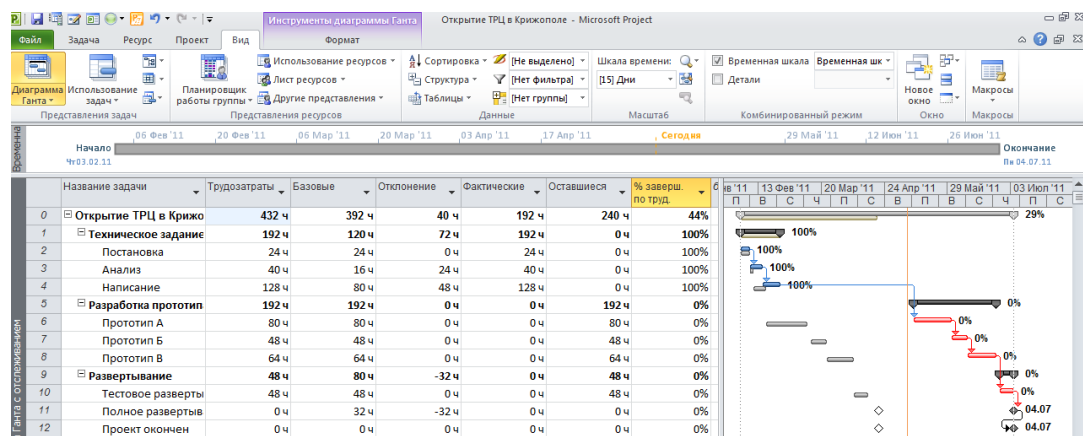 Инструменты диаграммы Ганта Открытие ТРЦ в Крижополе - Microsoft Project
Файл Задача Ресурс Проект Вид Формат
Диаграмма Ганта
Использование задач
Планировщик работы группы
Использование ресурсов
Лист ресурсов
Другие представления
Сортировка
Структура
Таблицы
[Не выделено]
[Нет фильтра]
[Нет группы]
Шкала времени:
[15] Дни
Временная шкала Временная шк
Детали
Новое окно
Макросы
Представления задач Представления ресурсов Данные Масштаб Комбинированный режим Окно Макросы
06 Фев '11 20 Фев '11 06 Мар '11 20 Мар '11 03 Апр '11 17 Апр '11 Сегодня 29 Май '11 12 Июн '11 26 Июн '11
Начало Окончание
Чт 03.02.11 Пн 04.07.11
Временна
Название задачи Трудозатраты Базовые Отклонение Фактические Оставшиеся % заверш. по труд. б
нв '11 13 Фев '11 20 Мар '11 24 Апр '11 29 Май '11 03 Июл '11
П В С Ч П В П В С Ч П С
0 Открытие ТРЦ в Крижо 432 ч 392 ч 40 ч 192 ч 240 ч 44% 29%
1 Техническое задание 192 ч 120 ч 72 ч 192 ч 0 ч 100% 100%
2 Постановка 24 ч 24 ч 0 ч 24 ч 0 ч 100% 100%
3 Анализ 40 ч 16 ч 24 ч 40 ч 0 ч 100% 100%
4 Написание 128 ч 80 ч 48 ч 128 ч 0 ч 100% 100%
5 Разработка прототип 192 ч 192 ч 0 ч 0 ч 192 ч 0% 0%
6 Прототип А 80 ч 80 ч 0 ч 0 ч 80 ч 0% 0%
7 Прототип Б 48 ч 48 ч 0 ч 0 ч 48 ч 0% 0%
8 Прототип В 64 ч 64 ч 0 ч 0 ч 64 ч 0% 0%
9 Развертывание 48 ч 80 ч -32 ч 0 ч 48 ч 0% 0%
10 Тестовое разверты 48 ч 48 ч 0 ч 0 ч 48 ч 0% 0%
11 Полное развертыв 0 ч 32 ч -32 ч 0 ч 0 ч 0% 04.07
12 Проект окончен 0 ч 0 ч 0 ч 0 ч 0 ч 0% 04.07
Ганта с отслеживанием